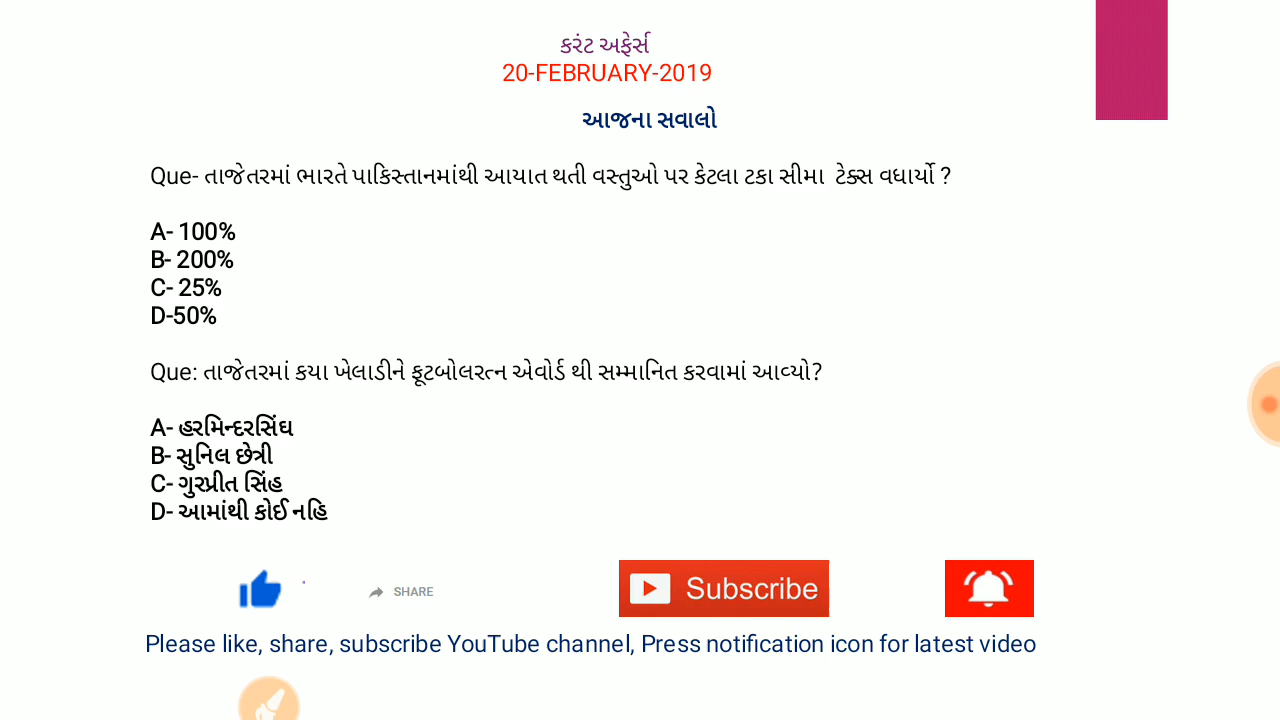 કરંટ અફેર્સ
20-FEBRUARY-2019
આજના સવાલો
Que- તાજેતરમાં ભારતે પાકિસ્તાનમાંથી આયાત થતી વસ્તુઓ પર કેટલા ટકા સીમા ટેક્સ વધાર્યો ?
A- 100%
B- 200%
C- 25%
D-50%
Que: તાજેતરમાં કયા ખેલાડીને ફૂટબોલરત્ન એવોર્ડ થી સમ્માનિત કરવામાં આવ્યો?
A- હરમિન્દરસિંઘ
B- સુનિલ છેત્રી
C- ગુરપ્રીત સિંહ
D- આમાંથી કોઈ નહિ
SHARE
Subscribe
Please like, share, subscribe YouTube channel, Press notification icon for latest video